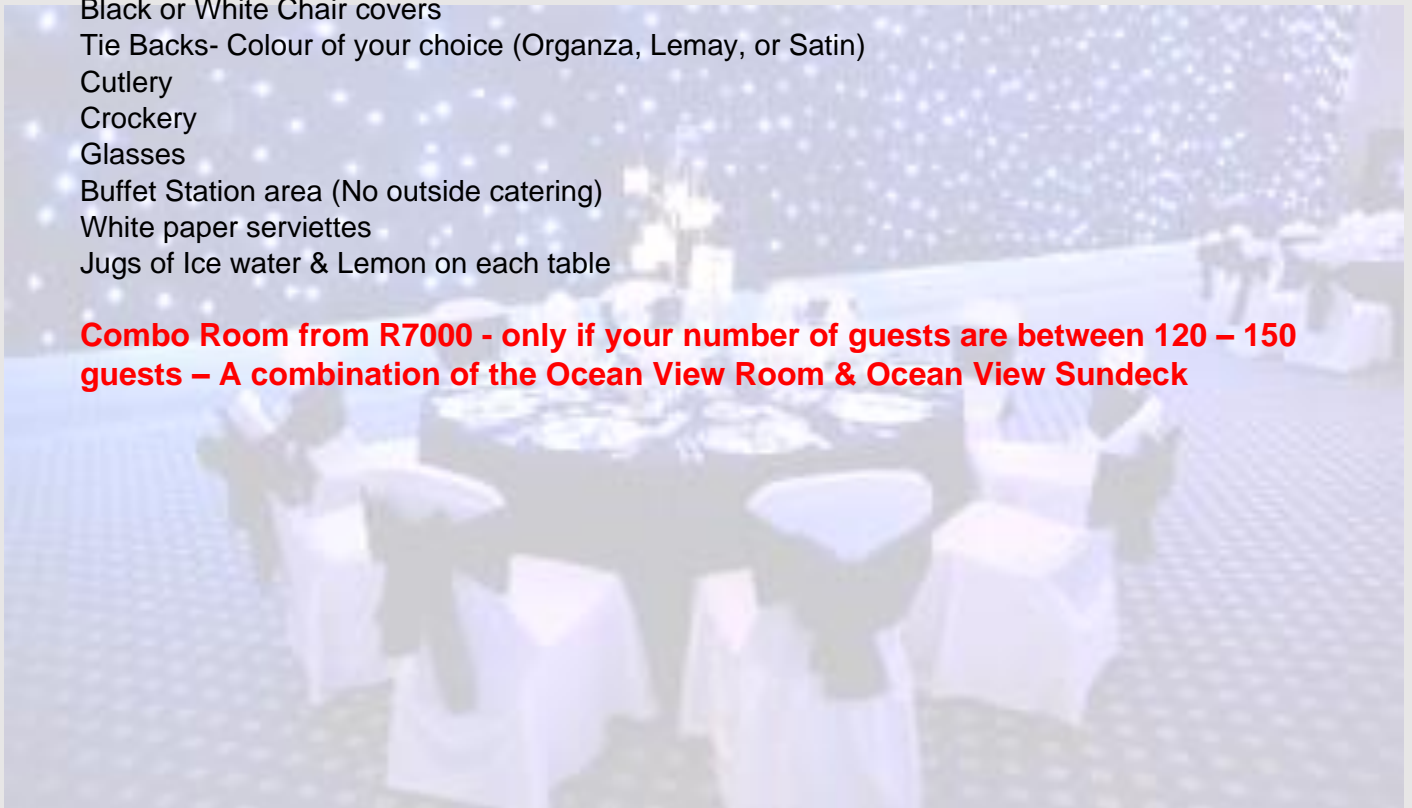 Black or White Chair covers
Tie Backs- Colour of your choice (Organza, Lemay, or Satin)
Cutlery
Crockery
Glasses
Buffet Station area (No outside catering)
White paper serviettes
Jugs of Ice water & Lemon on each table
Combo Room from R7000 - only if your number of guests are between 120 – 150
guests – A combination of the Ocean View Room & Ocean View Sundeck